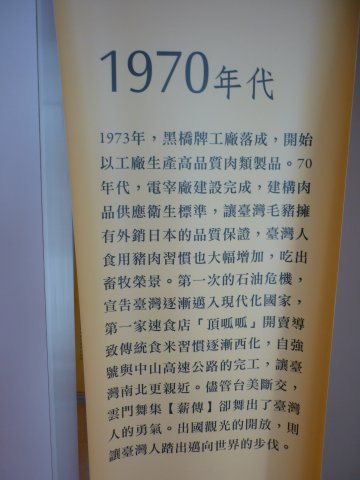 1970年代
1973年，黑橋牌工廠落成，開始
以工廠生產高品質肉類製品。70
年代，電宰廠建設完成，建構肉
品供應衛生標準，讓臺灣毛豬擁
有外銷日本的品質保證，臺灣人
食用豬肉習慣也大幅增加，吃出
畜牧榮景。第一次的石油危機，
宣告臺灣逐漸邁入現代化國家，
第一家速食店「頂呱呱」開賣導
致傳統食米習慣逐漸西化，自強
號與中山高速公路的完工，讓臺
灣南北更親近。儘管台美斷交，
雲門舞集【薪傳】卻舞出了臺灣
人的勇氣。出國觀光的開放，則
讓臺灣人踏出邁向世界的步伐。